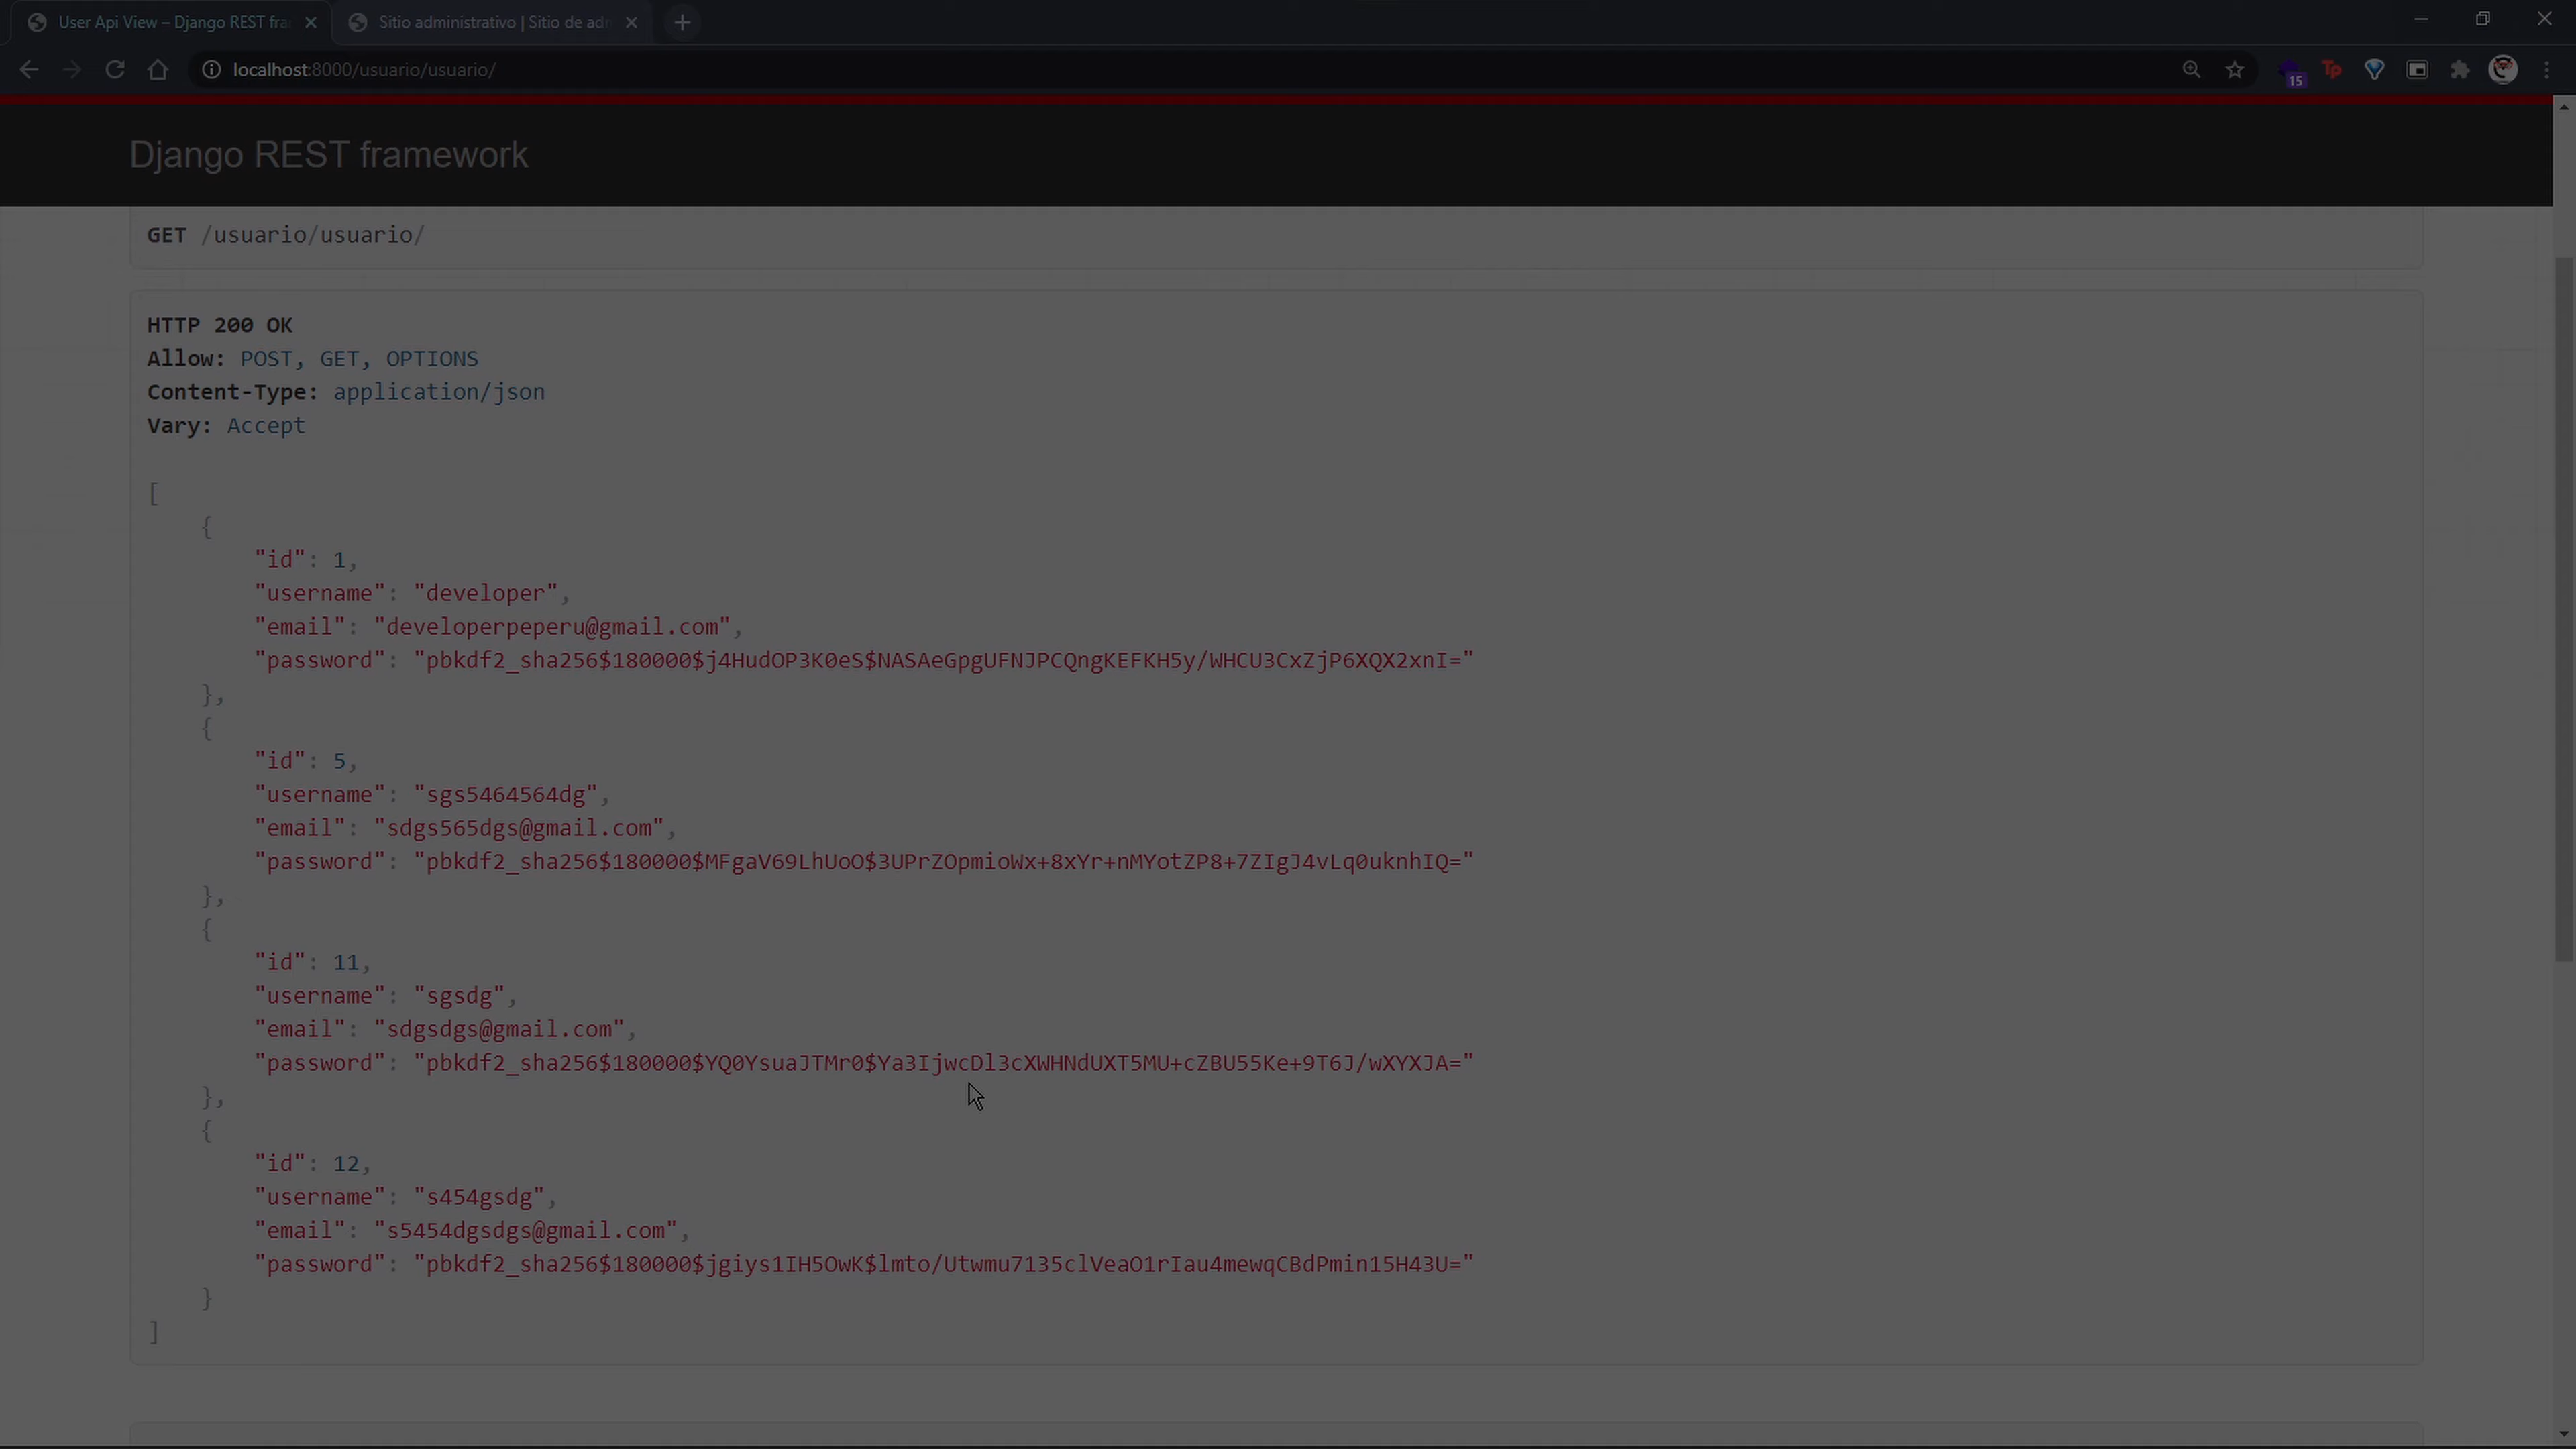 User Api View – Django REST fra
Sitio administrativo | Sitio de adr
localhost:8000/usuario/usuario/
15
Tp
Django REST framework
GET /usuario/usuario/
HTTP 200 OK
Allow: POST, GET, OPTIONS
Content-Type: application/json
Vary: Accept
[
{
"id": 1,
"username": "developer",
"email": "developerpeperu@gmail.com",
"password": "pbkdf2_sha256$180000$j4HudOP3K0eS$NASAeGpgUFNJPCQngKEFKH5y/WHCU3CxZjP6XQX2xnI="
},
{
"id": 5,
"username": "sgs5464564dg",
"email": "sdgs565dgs@gmail.com",
"password": "pbkdf2_sha256$180000$MFgaV69LhUoO$3UPrZOpmioWx+8xYr+nMYotZP8+7ZIgJ4vLq0uknhIQ="
},
{
"id": 11,
"username": "sgsdg",
"email": "sdgsdgs@gmail.com",
"password": "pbkdf2_sha256$180000$YQ0YsuaJTMr0$Ya3IjwcDl3cXWHNdUXT5MU+cZBU55Ke+9T6J/wXYXJA="
},
{
"id": 12,
"username": "s454gsdg",
"email": "s5454dgsdgs@gmail.com",
"password": "pbkdf2_sha256$180000$jgiys1IH5OwK$lmto/Utwmu7135clVeaO1rIau4mewqCBdPmin15H43U="
}
]